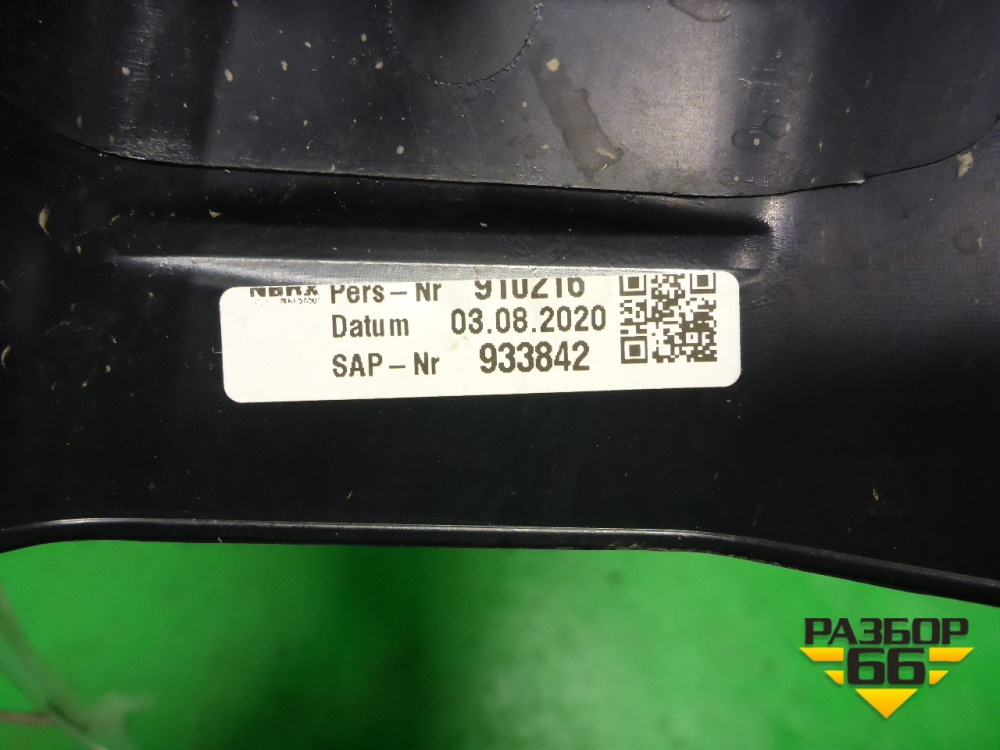 Pers-Nr 910216
Datum 03.08.2020
SAP-Nr 933842
РАЗБОР
66